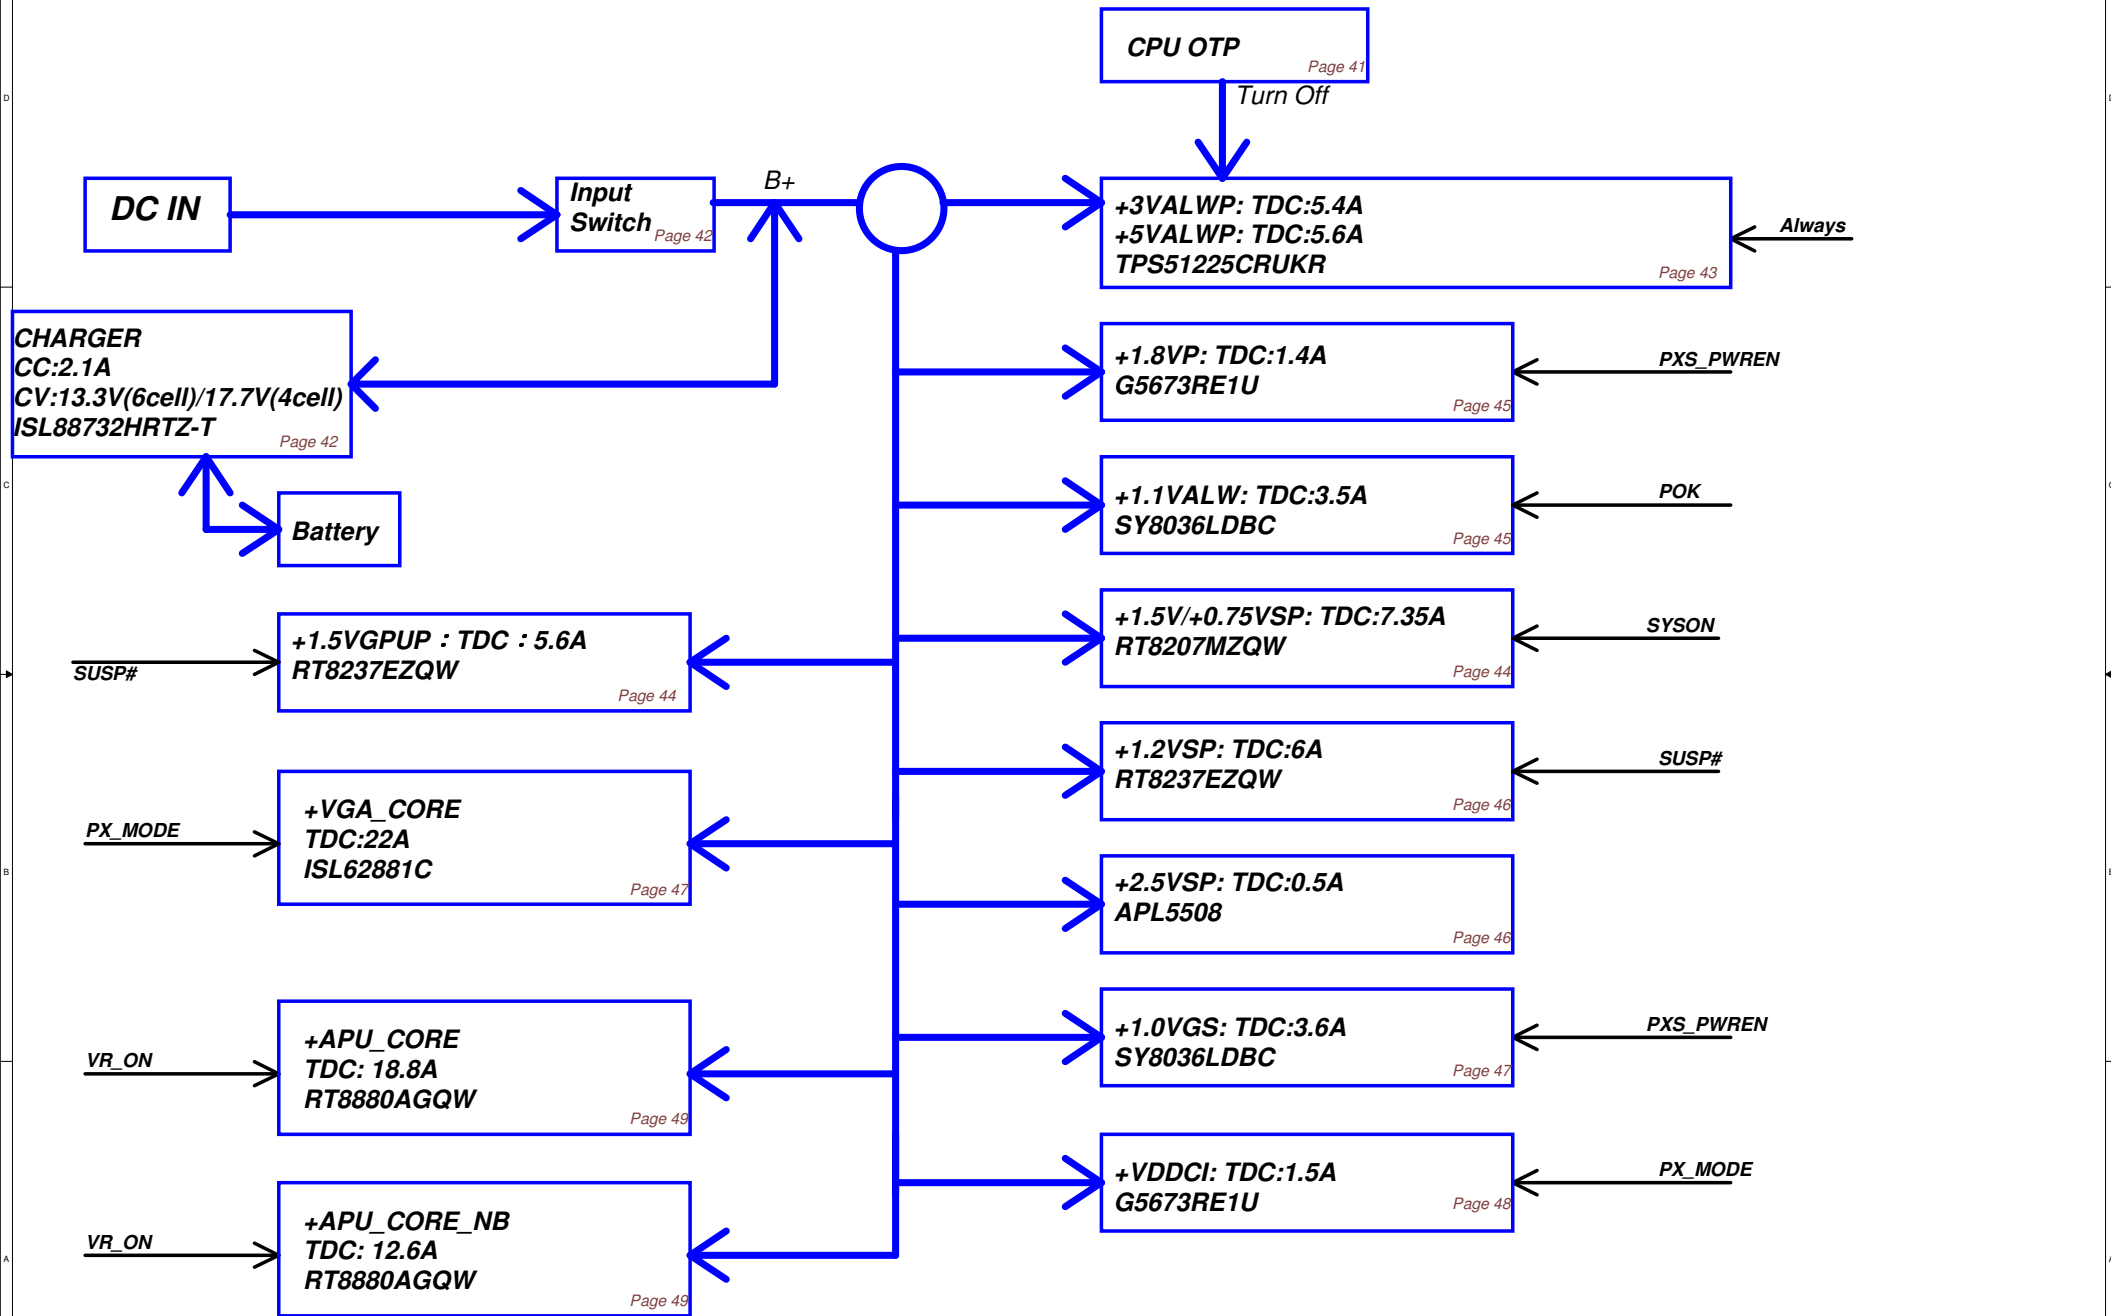 CPU OTP
Page 41
Turn Off
DC IN
Input
Switch
Page 42
B+
+3VALWP: TDC:5.4A
+5VALWP: TDC:5.6A
TPS51225CRUKR
Page 43
Always
CHARGER
CC:2.1A
CV:13.3V(6cell)/17.7V(4cell)
ISL88732HRTZ-T
Page 42
Battery
+1.8VP: TDC:1.4A
G5673RE1U
Page 45
PXS_PWREN
+1.1VALW: TDC:3.5A
SY8036LDBC
Page 45
POK
+1.5V/+0.75VSP: TDC:7.35A
RT8207MZQW
Page 44
SYSON
SUSP#
+1.5VGPUP：TDC：5.6A
RT8237EZQW
Page 44
+1.2VSP: TDC:6A
RT8237EZQW
Page 46
SUSP#
PX_MODE
+VGA_CORE
TDC:22A
ISL62881C
Page 47
+2.5VSP: TDC:0.5A
APL5508
Page 46
VR_ON
+APU_CORE
TDC: 18.8A
RT8880AGQW
Page 49
+1.0VGS: TDC:3.6A
SY8036LDBC
Page 47
PXS_PWREN
+VDDCI: TDC:1.5A
G5673RE1U
Page 48
PX_MODE
VR_ON
+APU_CORE_NB
TDC: 12.6A
RT8880AGQW
Page 49
D
C
B
A